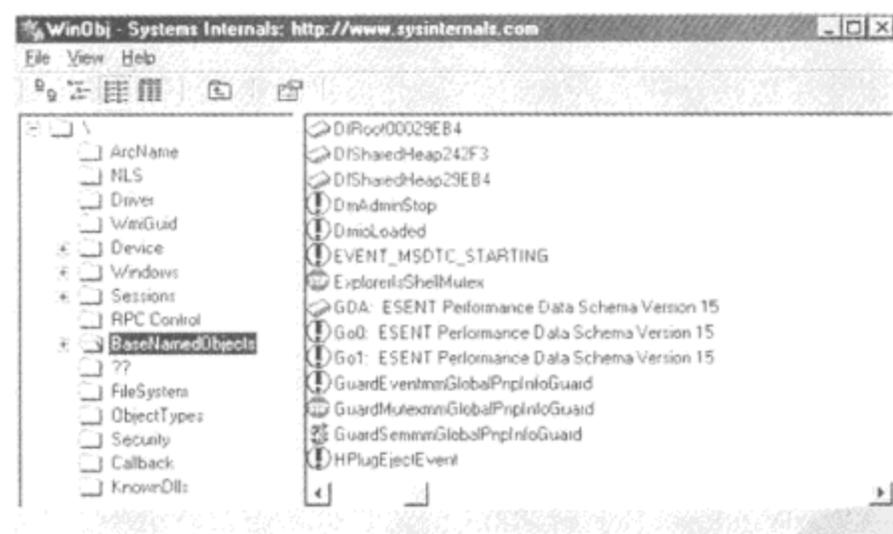 WinObj - Systems Internals: http://www.sysinternals.com
File View Help
\
ArcName
NLS
Driver
WmiGuid
Device
Windows
Sessions
RPC Control
BaseNamedObjects
??
FileSystem
ObjectTypes
Security
Callback
KnownDlls
DfRoot00029EB4
DfSharedHeap242F3
DfSharedHeap29EB4
DmAdminStop
DmioLoaded
EVENT_MSDTC_STARTING
ExplorerIsShellMutex
GDA: ESENT Performance Data Schema Version 15
Go0: ESENT Performance Data Schema Version 15
Go1: ESENT Performance Data Schema Version 15
GuardEventmmGlobalPnpInfoGuard
GuardMutexmmGlobalPnpInfoGuard
GuardSemmmGlobalPnpInfoGuard
HPlugEjectEvent